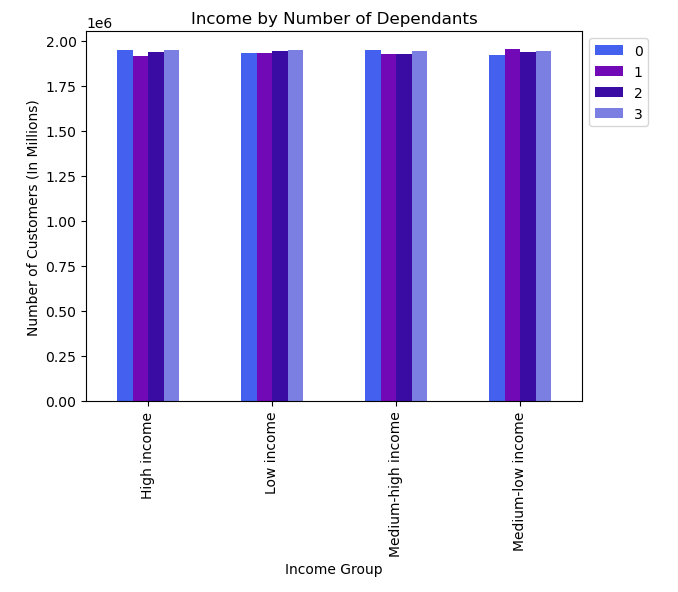 Income by Number of Dependants
1e6
2.00
1.75
1.50
1.25
1.00
0.75
0.50
0.25
0.00
Number of Customers (In Millions)
0
1
2
3
High income
Low income
Medium-high income
Medium-low income
Income Group